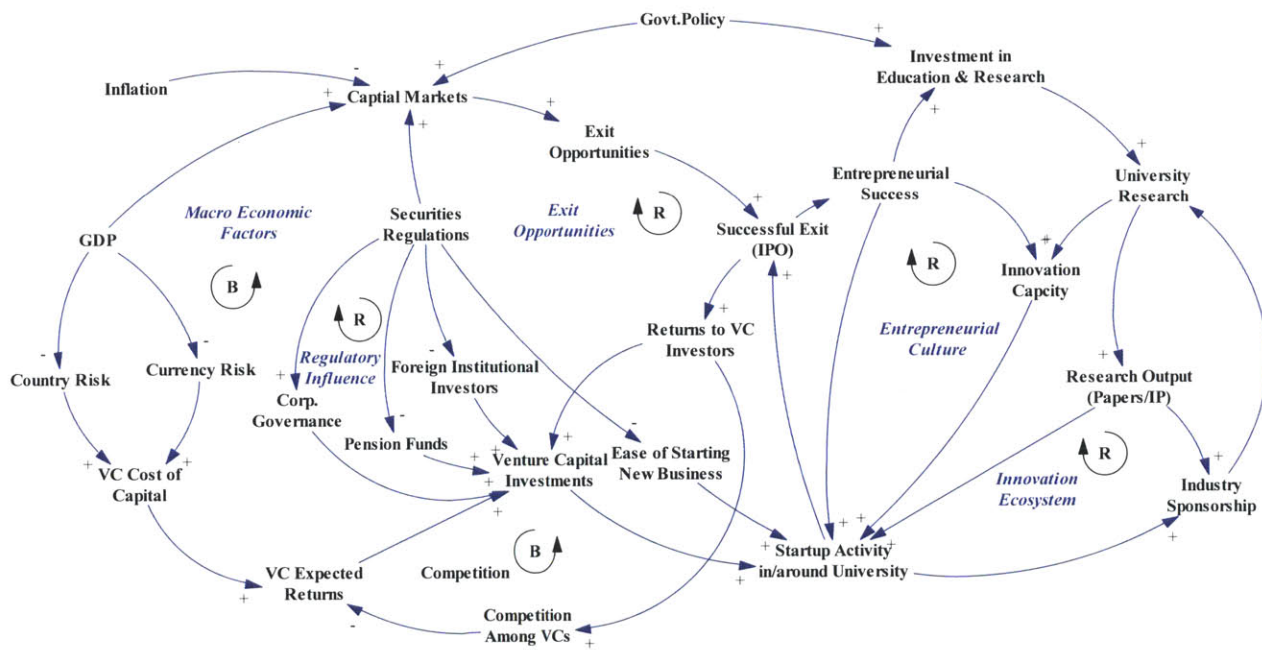 Govt.Policy
Investment in
Education & Research
Inflation
Captial Markets
Exit
Opportunities
Entrepreneurial
Success
University
Research
Macro Economic
Factors
Securities
Regulations
Exit
Opportunities
R
Successful Exit
(IPO)
GDP
B
R
R
Innovation
Capcity
Returns to VC
Investors
Entrepreneurial
Culture
Regulatory
Influence
Country Risk
Currency Risk
Foreign Institutional
Investors
Research Output
(Papers/IP)
Corp.
Governance
Pension Funds
Venture Capital
Investments
Ease of Starting
New Business
R
VC Cost of
Capital
Innovation
Ecosystem
Industry
Sponsorship
B
Competition
Startup Activity
in/around University
VC Expected
Returns
Competition
Among VCs